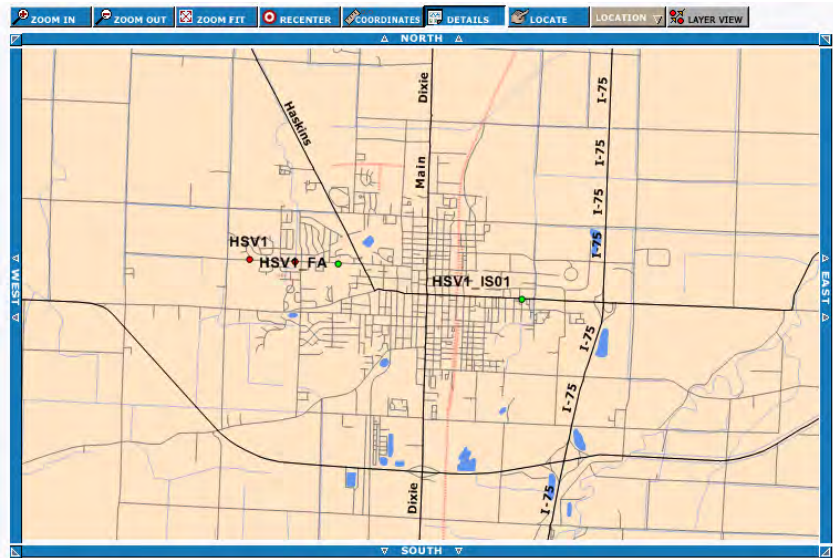 ZOOM IN ZOOM OUT ZOOM FIT RECENTER COORDINATES DETAILS LOCATE LOCATION LAYER VIEW
NORTH
Dixie
I-75
Haskins
I-75
Main
I-75
HSV1
I-75
HSV1_FA
WEST
EAST
HSV1_IS01
I-75
I-75
Dixie
I-75
SOUTH